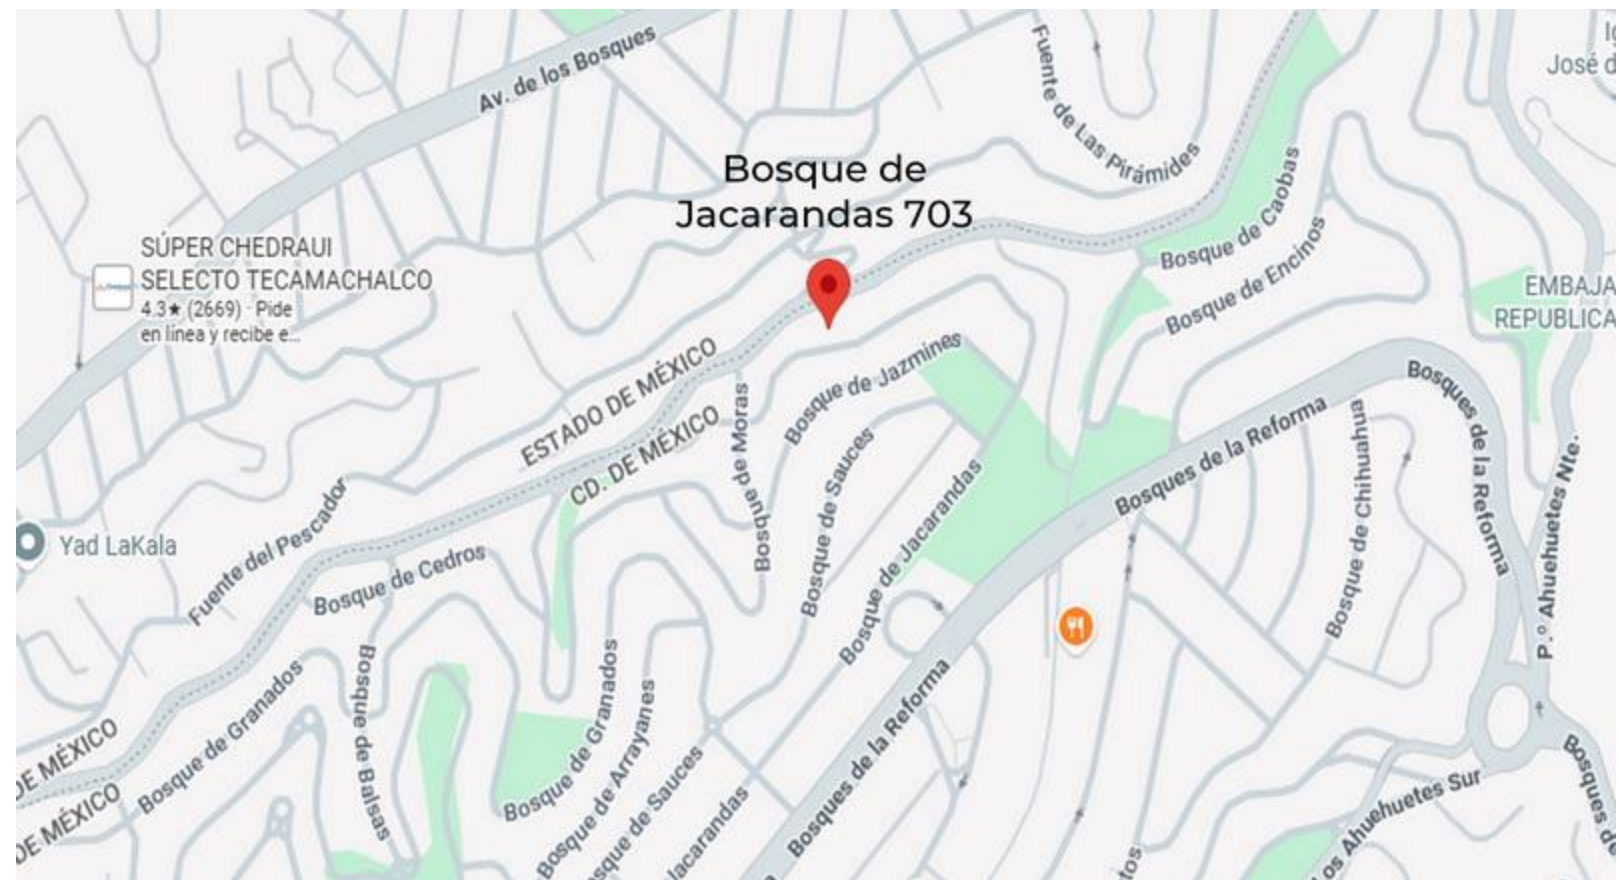 Av. de los Bosques
Fuente de Las Pirámides
José d
Bosque de
Jacarandas 703
Bosque de Caobas
SÚPER CHEDRAUI
SELECTO TECAMACHALCO
4.3★ (2669) · Pide
en línea y recibe e...
Bosque de Encinos
EMBAJA
REPUBLICA
ESTADO DE MÉXICO
CD. DE MÉXICO
Bosque de Jazmines
Bosque de Moras
Bosques de la Reforma
Bosques de la Reforma
Bosque de Sauces
Bosque de Jacarandas
Bosque de Chihuahua
P.º Ahuehuetes Nte.
Fuente del Pescador
Yad LaKala
Bosque de Cedros
Bosque de Granados
Bosque de Balsas
Bosque de Granados
Bosque de Arrayanes
sque de Sauces
Jacarandas
Bosques de la Reforma
DE MÉXICO
DE MÉXICO
Los Ahuehuetes Sur
Bosques de
tos